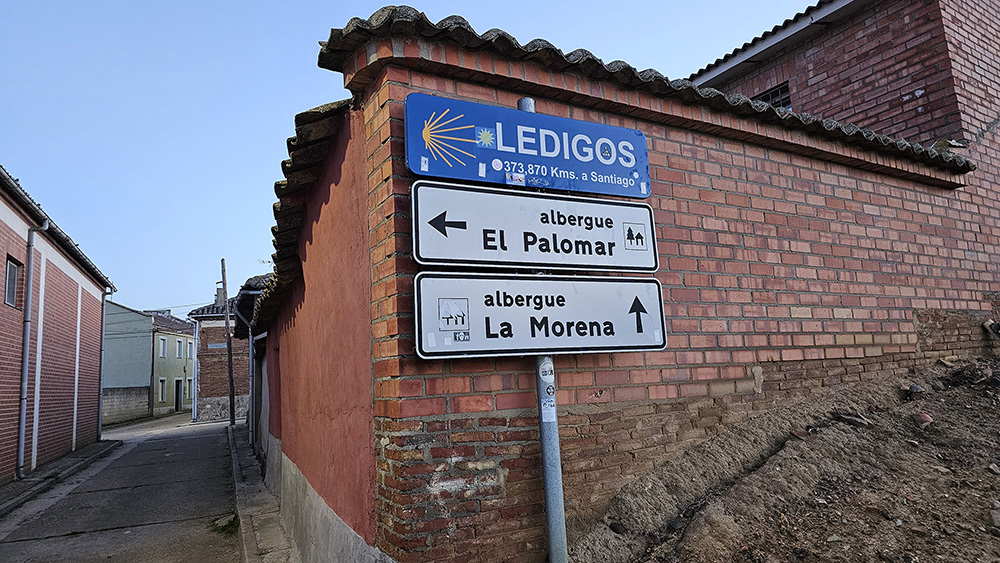 LEDIGOS
373,870 Kms. a Santiago
albergue
El Palomar
albergue
La Morena